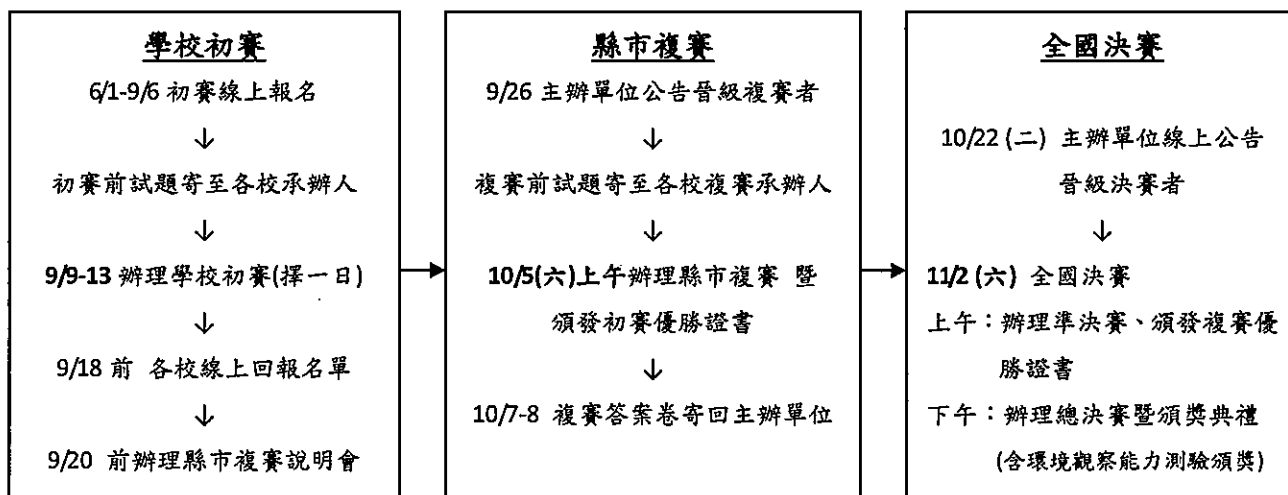 學校初賽
6/1-9/6 初賽線上報名
↓
初賽前試題寄至各校承辦人
↓
9/9-13 辦理學校初賽(擇一日)
↓
9/18 前 各校線上回報名單
↓
9/20 前辦理縣市複賽說明會
縣市複賽
9/26 主辦單位公告晉級複賽者
↓
複賽前試題寄至各校複賽承辦人
↓
10/5(六)上午辦理縣市複賽 暨
頒發初賽優勝證書
↓
10/7-8 複賽答案卷寄回主辦單位
全國決賽
10/22 (二) 主辦單位線上公告
晉級決賽者
↓
11/2 (六) 全國決賽
上午：辦理準決賽、頒發複賽優
勝證書
下午：辦理總決賽暨頒獎典禮
(含環境觀察能力測驗頒獎)